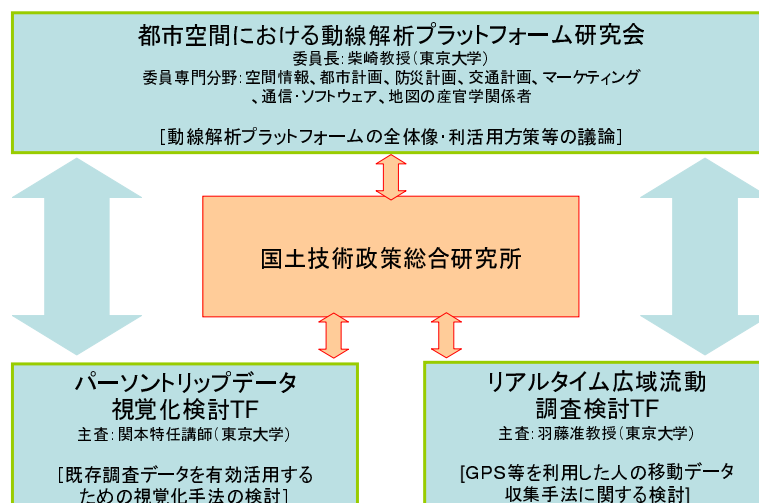 都市空間における動線解析プラットフォーム研究会
委員長：柴崎教授（東京大学）
委員専門分野：空間情報、都市計画、防災計画、交通計画、マーケティング
、通信・ソフトウェア、地図の産官学関係者
［動線解析プラットフォームの全体像・利活用方策等の議論］
国土技術政策総合研究所
パーソントリップデータ
視覚化検討TF
主査：関本特任講師（東京大学）
［既存調査データを有効活用する
ための視覚化手法の検討］
リアルタイム広域流動
調査検討TF
主査：羽藤准教授（東京大学）
［GPS等を利用した人の移動データ
収集手法に関する検討］